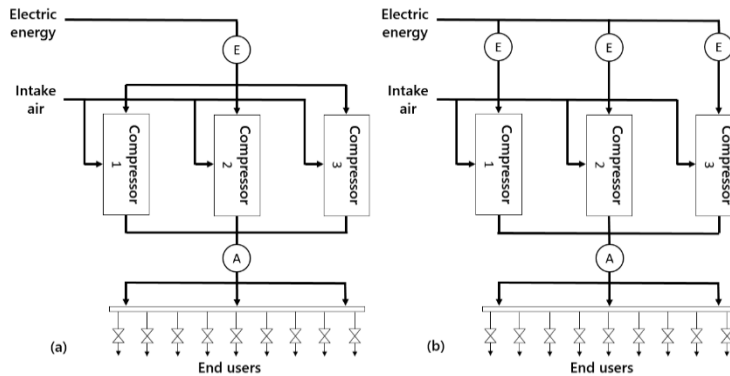 Electric
energy
E
Intake
air
Compressor
1
Compressor
2
Compressor
3
A
(a)
End users
Electric
energy
E
E
E
Intake
air
Compressor
1
Compressor
2
Compressor
3
A
(b)
End users